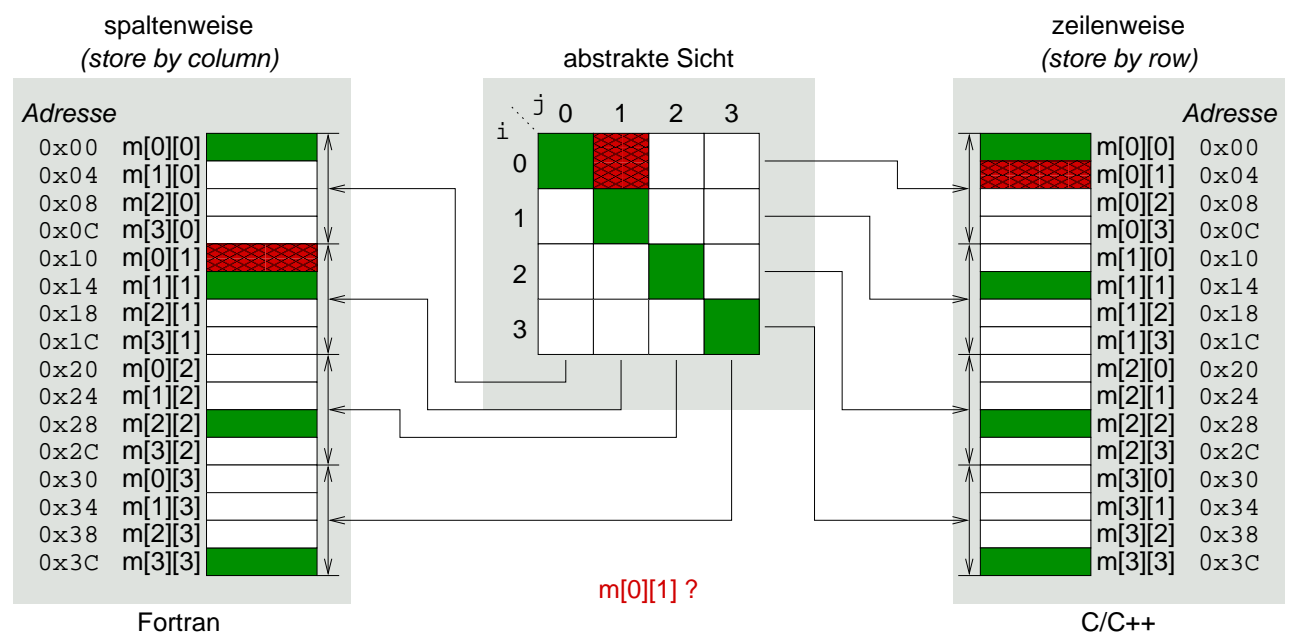 spaltenweise
(store by column)
Adresse
0x00 m[0][0]
0x04 m[1][0]
0x08 m[2][0]
0x0C m[3][0]
0x10 m[0][1]
0x14 m[1][1]
0x18 m[2][1]
0x1C m[3][1]
0x20 m[0][2]
0x24 m[1][2]
0x28 m[2][2]
0x2C m[3][2]
0x30 m[0][3]
0x34 m[1][3]
0x38 m[2][3]
0x3C m[3][3]
Fortran
abstrakte Sicht
j 0 1 2 3
i
0
1
2
3
m[0][1] ?
zeilenweise
(store by row)
Adresse
m[0][0] 0x00
m[0][1] 0x04
m[0][2] 0x08
m[0][3] 0x0C
m[1][0] 0x10
m[1][1] 0x14
m[1][2] 0x18
m[1][3] 0x1C
m[2][0] 0x20
m[2][1] 0x24
m[2][2] 0x28
m[2][3] 0x2C
m[3][0] 0x30
m[3][1] 0x34
m[3][2] 0x38
m[3][3] 0x3C
C/C++